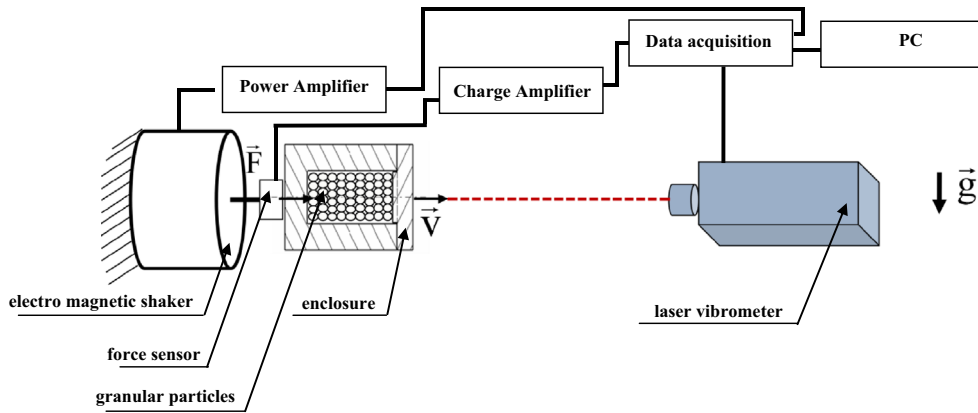 Data acquisition
PC
Power Amplifier
Charge Amplifier
F
V
g
electro magnetic shaker
enclosure
laser vibrometer
force sensor
granular particles